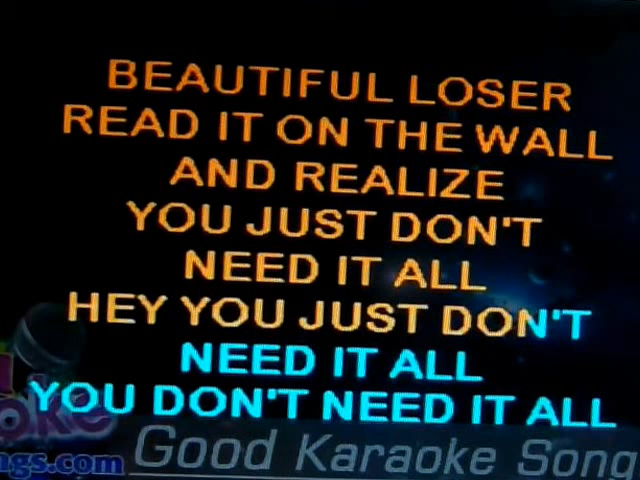 BEAUTIFUL LOSER
READ IT ON THE WALL
AND REALIZE
YOU JUST DON'T
NEED IT ALL
HEY YOU JUST DON'T
NEED IT ALL
YOU DON'T NEED IT ALL
Good Karaoke Song
ngs.com